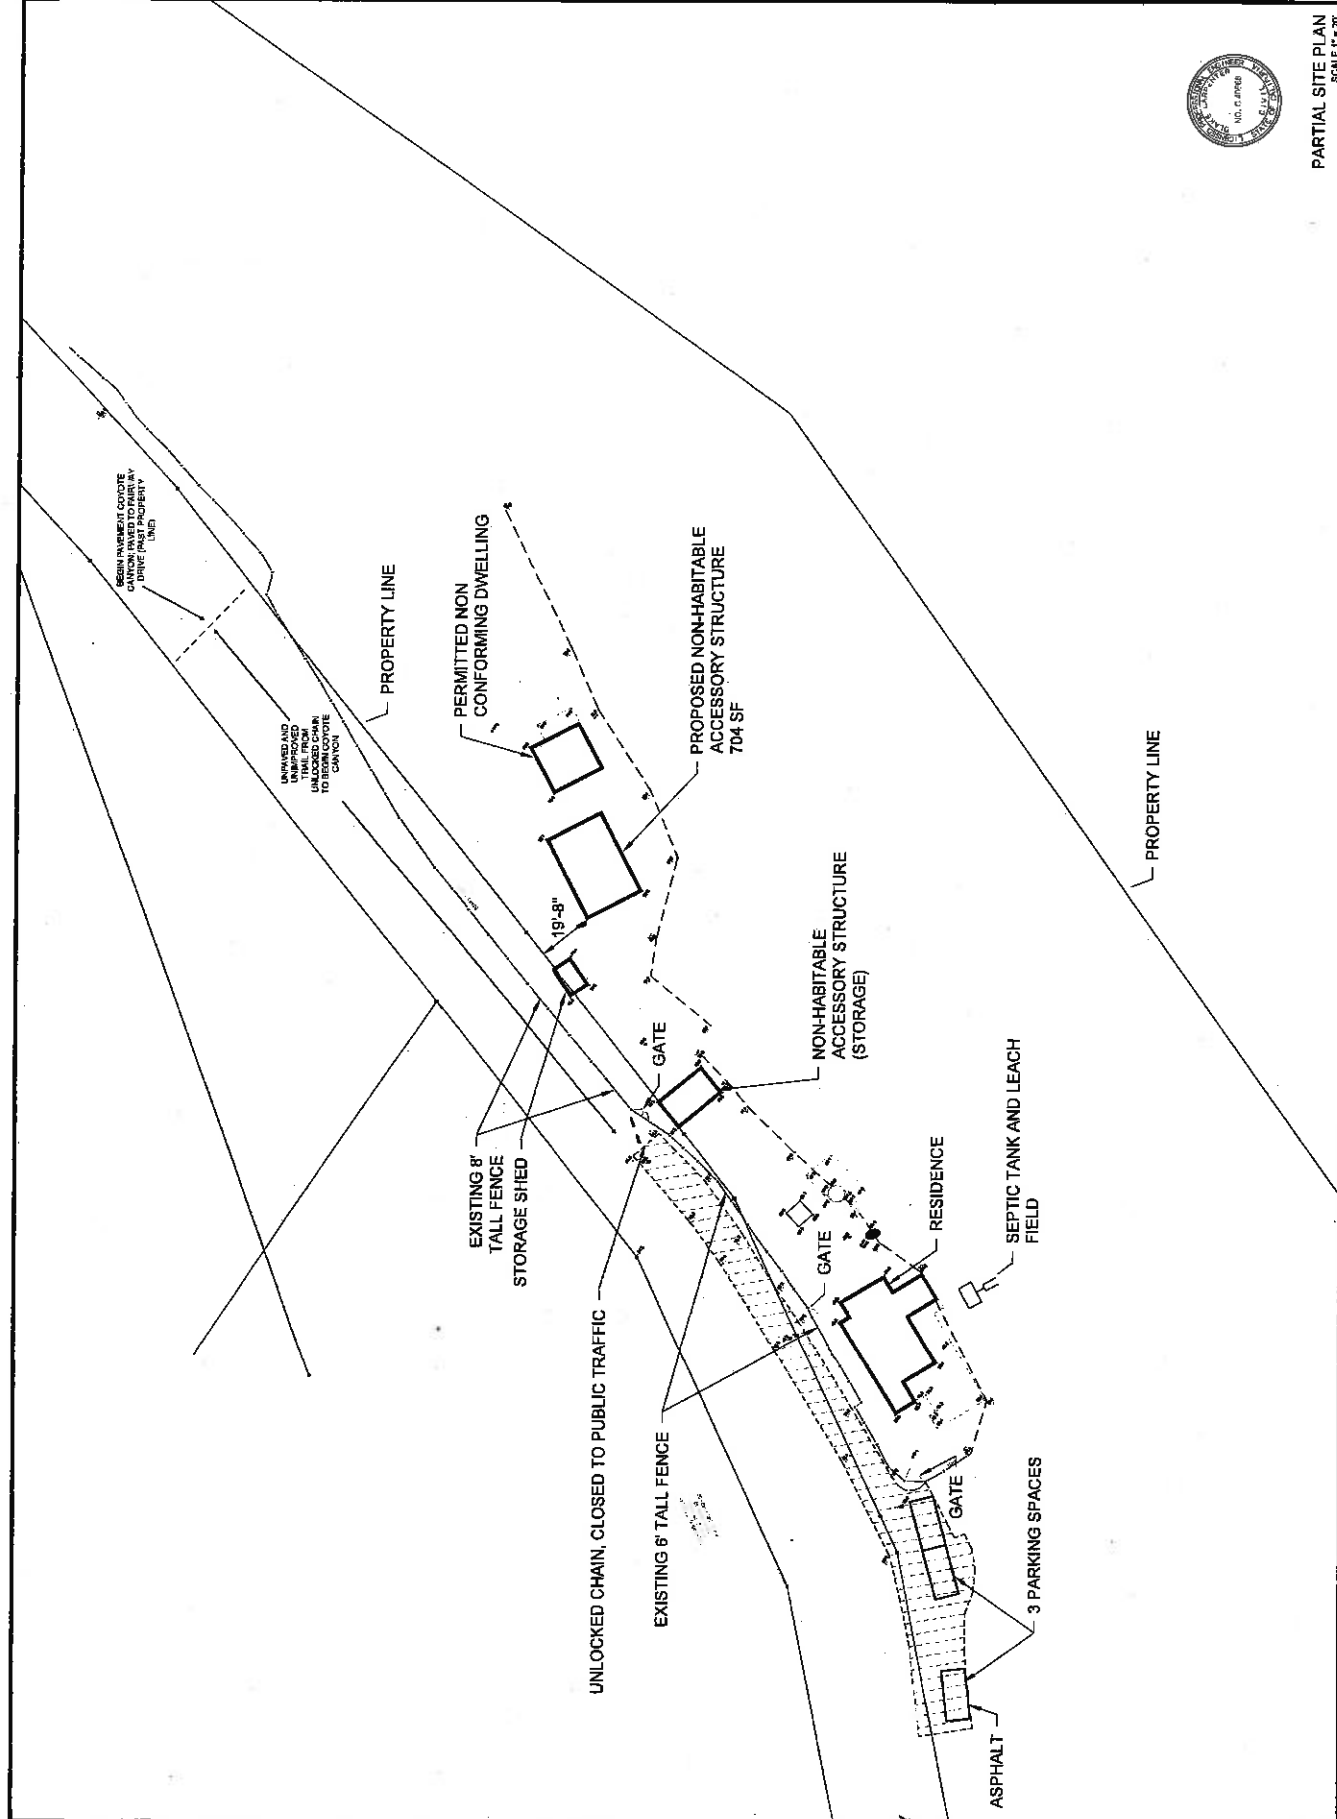 BEGIN PAVEMENT COYOTE
CANYON; PAVED TO FAIRWAY
DRIVE (PAST PROPERTY
LINE)
UNPAVED AND
UNIMPROVED
TRAIL FROM
UNLOCKED CHAIN
TO BEGIN COYOTE
CANYON
PROPERTY LINE
PERMITTED NON
CONFORMING DWELLING
PROPOSED NON-HABITABLE
ACCESSORY STRUCTURE
704 SF
19'-8"
PROPERTY LINE
NON-HABITABLE
ACCESSORY STRUCTURE
(STORAGE)
GATE
EXISTING 8'
TALL FENCE
STORAGE SHED
UNLOCKED CHAIN, CLOSED TO PUBLIC TRAFFIC
EXISTING 6' TALL FENCE
GATE
RESIDENCE
SEPTIC TANK AND LEACH
FIELD
GATE
3 PARKING SPACES
ASPHALT
PARTIAL SITE PLAN
SCALE 1" = 20'